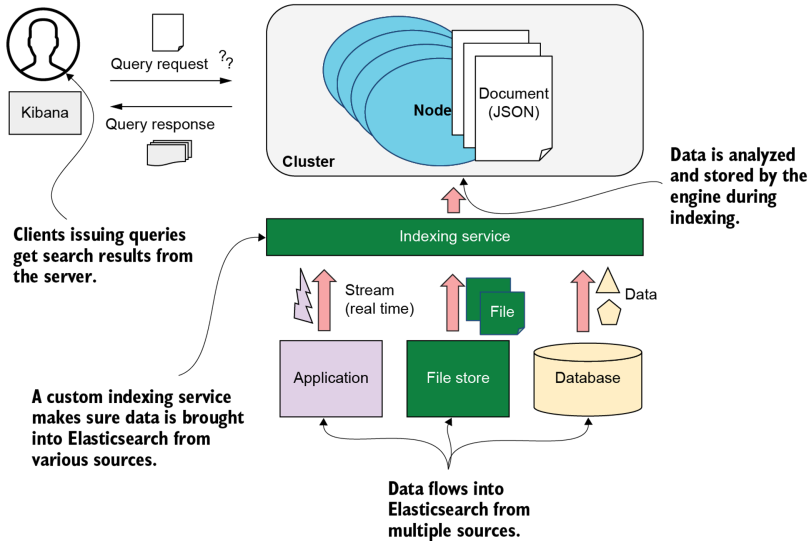 Query request
??
Kibana
Query response
Node
Document
(JSON)
Cluster
Data is analyzed
and stored by the
engine during
indexing.
Clients issuing queries
get search results from
the server.
Indexing service
Stream
(real time)
File
Data
Application
File store
Database
A custom indexing service
makes sure data is brought
into Elasticsearch from
various sources.
Data flows into
Elasticsearch from
multiple sources.